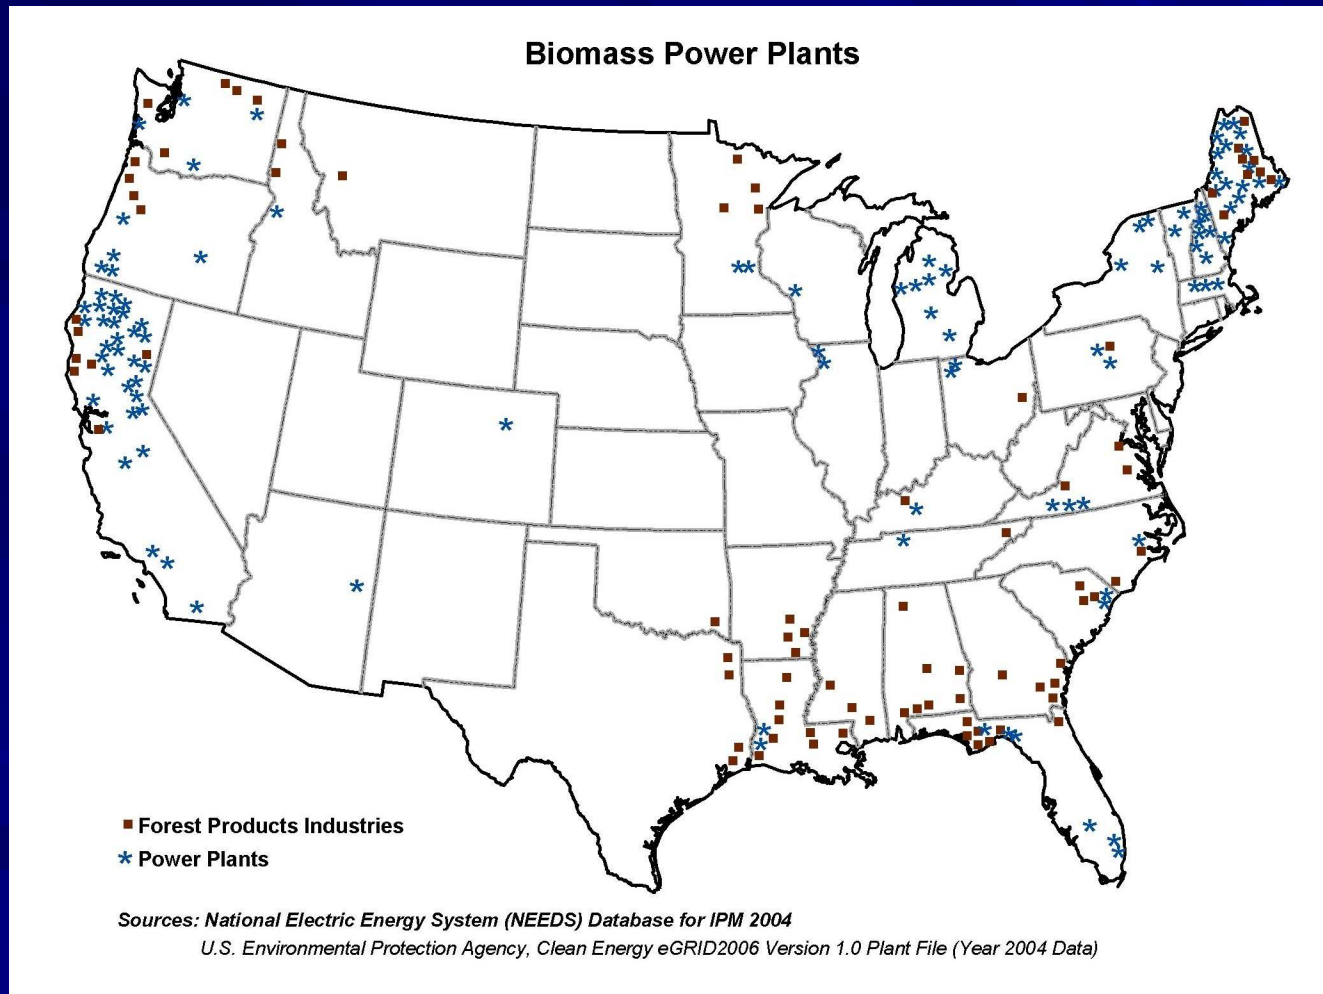 Biomass Power Plants
Forest Products Industries
Power Plants
Sources: National Electric Energy System (NEEDS) Database for IPM 2004
U.S. Environmental Protection Agency, Clean Energy eGRID2006 Version 1.0 Plant File (Year 2004 Data)